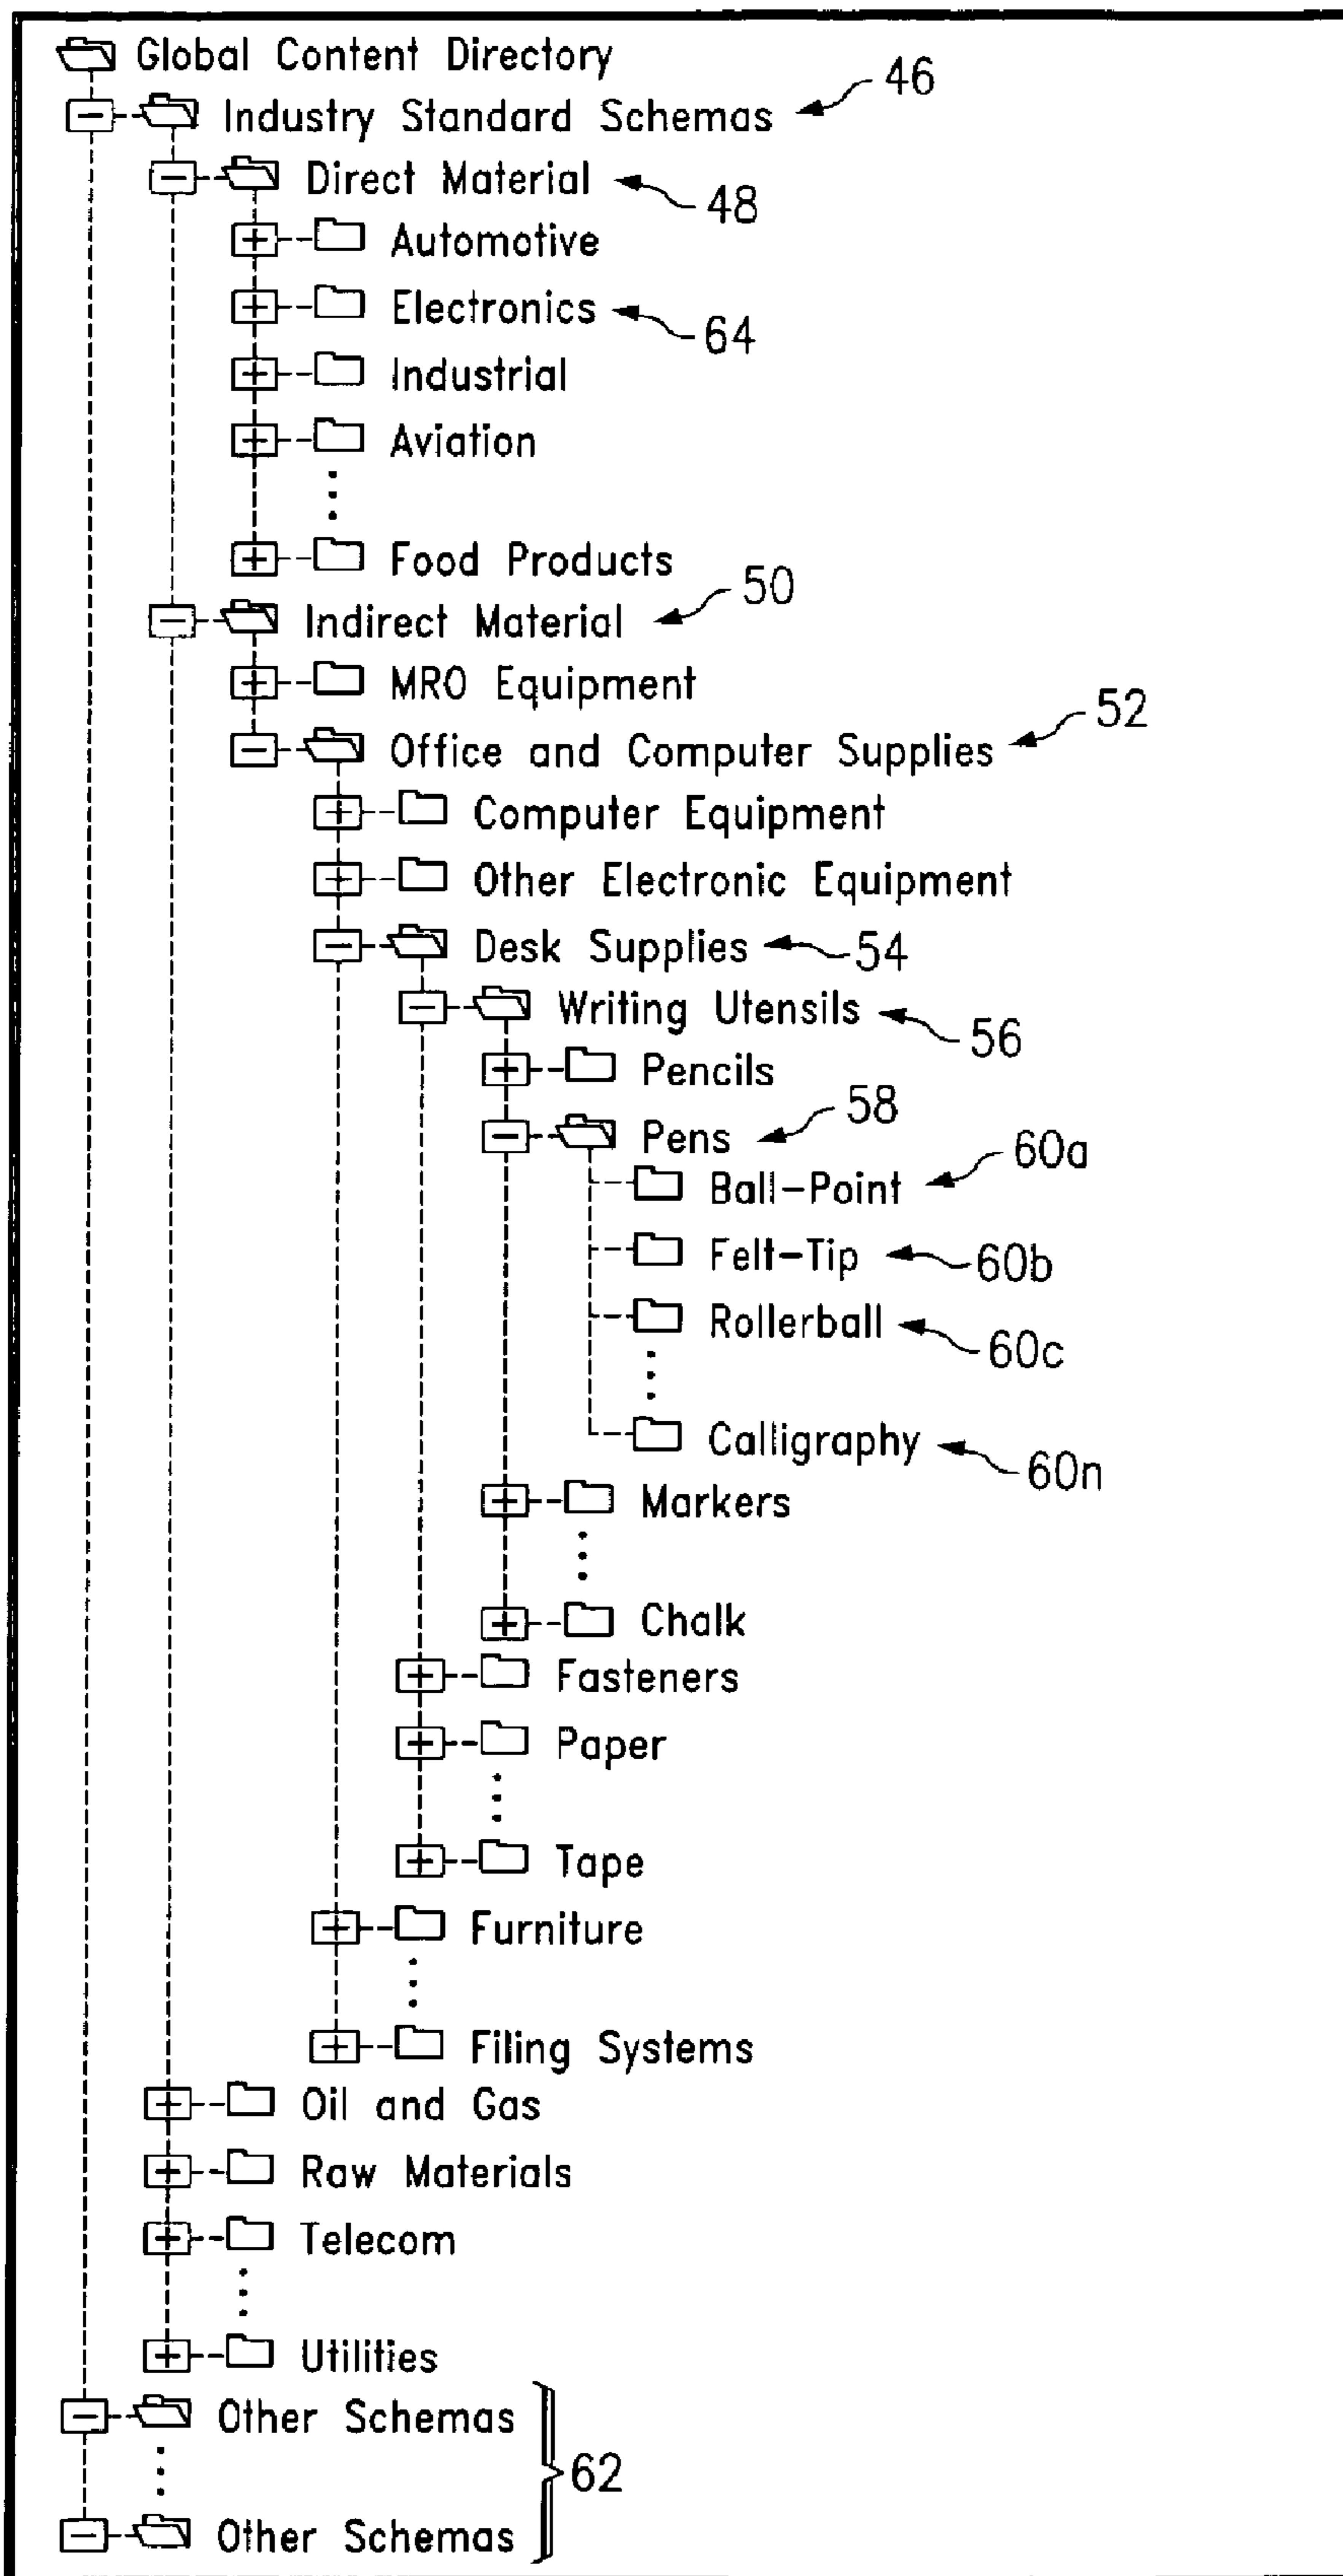 Global Content Directory
Industry Standard Schemas 46
Direct Material 48
Automotive
Electronics 64
Industrial
Aviation
Food Products
Indirect Material 50
MRO Equipment
Office and Computer Supplies 52
Computer Equipment
Other Electronic Equipment
Desk Supplies 54
Writing Utensils 56
Pencils
Pens 58
Ball-Point 60a
Felt-Tip 60b
Rollerball 60c
Calligraphy 60n
Markers
Chalk
Fasteners
Paper
Tape
Furniture
Filing Systems
Oil and Gas
Raw Materials
Telecom
Utilities
Other Schemas
62
Other Schemas